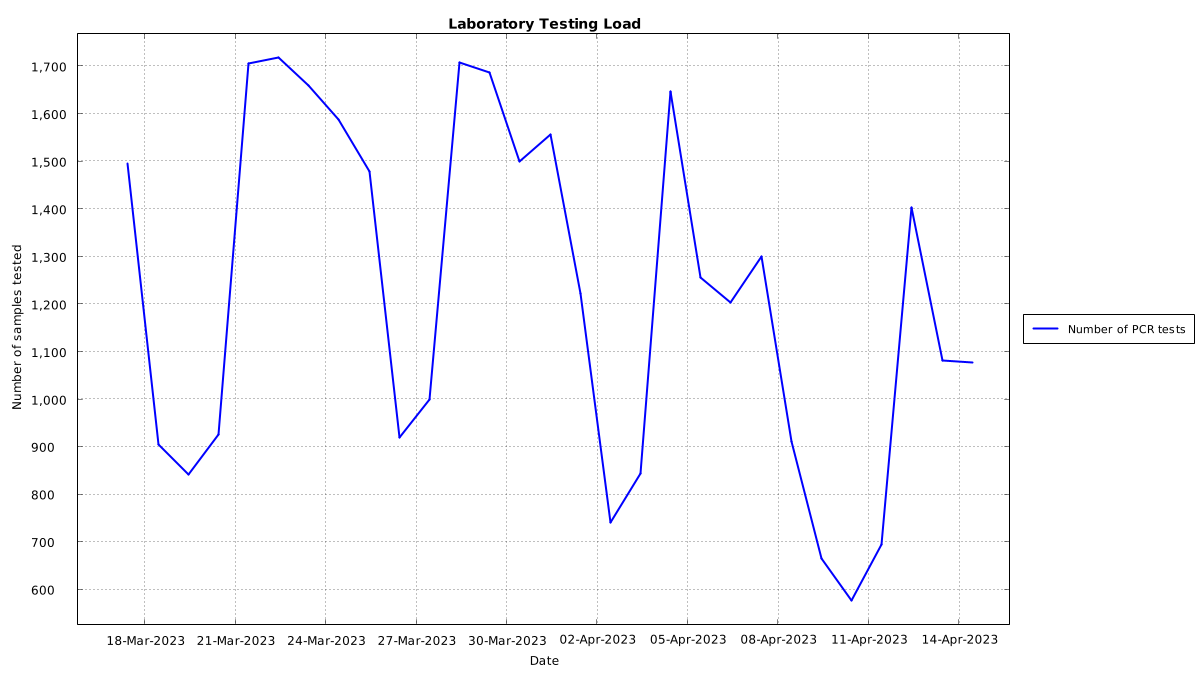 Laboratory Testing Load
Number of samples tested
1,700
1,600
1,500
1,400
1,300
1,200
1,100
1,000
900
800
700
600
18-Mar-2023 21-Mar-2023 24-Mar-2023 27-Mar-2023 30-Mar-2023 02-Apr-2023 05-Apr-2023 08-Apr-2023 11-Apr-2023 14-Apr-2023
Date
Number of PCR tests